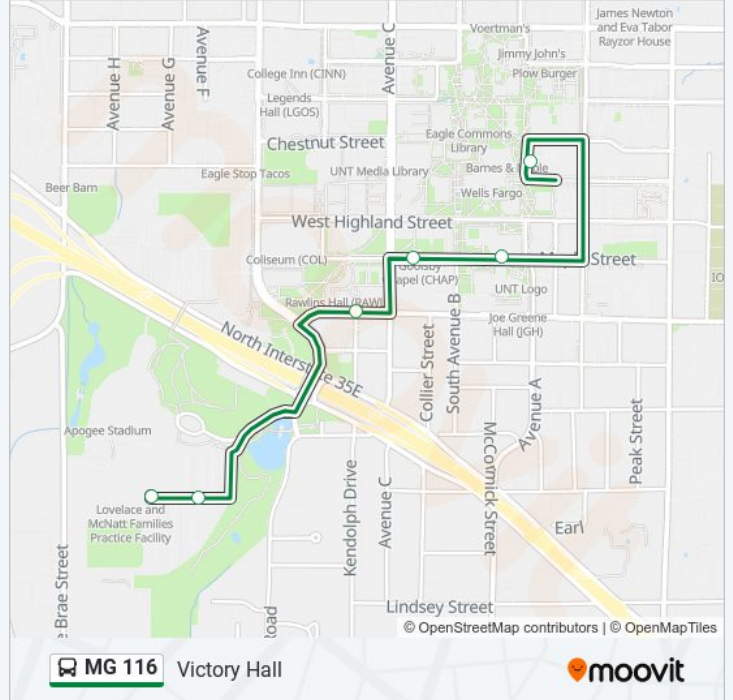 James Newton
and Eva Tabor
Rayzor House
Voertman's
Avenue C
Avenue F
Avenue G
Avenue H
Jimmy John's
Plow Burger
College Inn (CINN)
Legends
Hall (LGOS)
Chestnut Street
Eagle Commons
Library
Eagle Stop Tacos
UNT Media Library
Barnes &
Beer Barn
Wells Fargo
West Highland Street
Coliseum (COL)
Street
UNT Logo
IO
Rawlins Hall (RAWL
Joe Greene
Hall (JGH)
North Interstate 35E
Collier Street
South Avenue B
Avenue A
Apogee Stadium
Peak Street
McCormick Street
Kendolph Drive
Avenue C
Lovelace and
McNatt Families
Practice Facility
Earl
e Brae Street
Road
Lindsey Street
© OpenStreetMap contributors | © OpenMapTiles
MG 116 Victory Hall
moovit